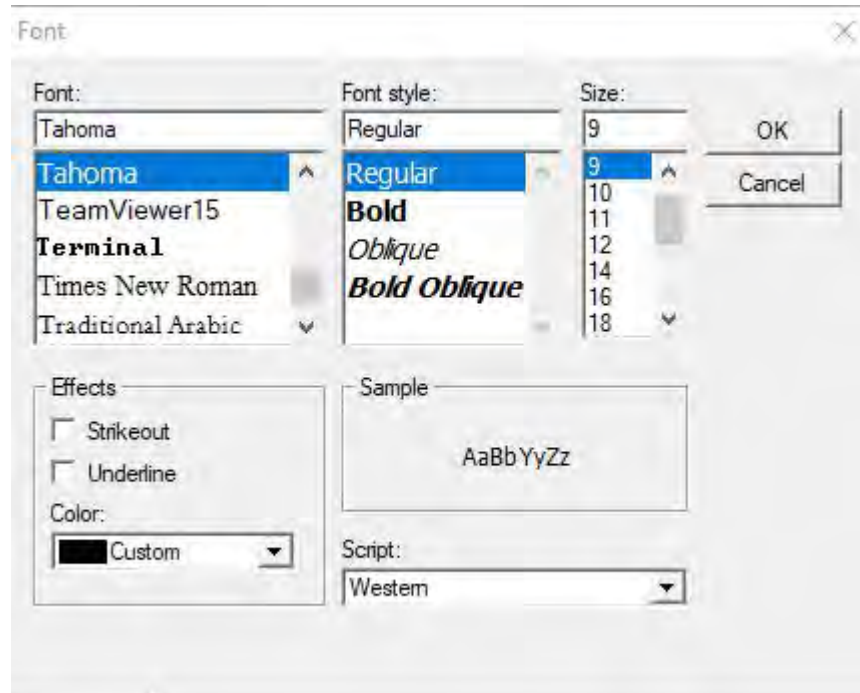 Font
Font: Font style: Size:
Tahoma Regular 9 OK
Tahoma Regular 9 Cancel
TeamViewer15 Bold 10
Terminal Oblique 11
Times New Roman Bold Oblique 12
Traditional Arabic 14
16
18
Effects Sample
Strikeout
Underline AaBbYyZz
Color:
Custom Script:
Western